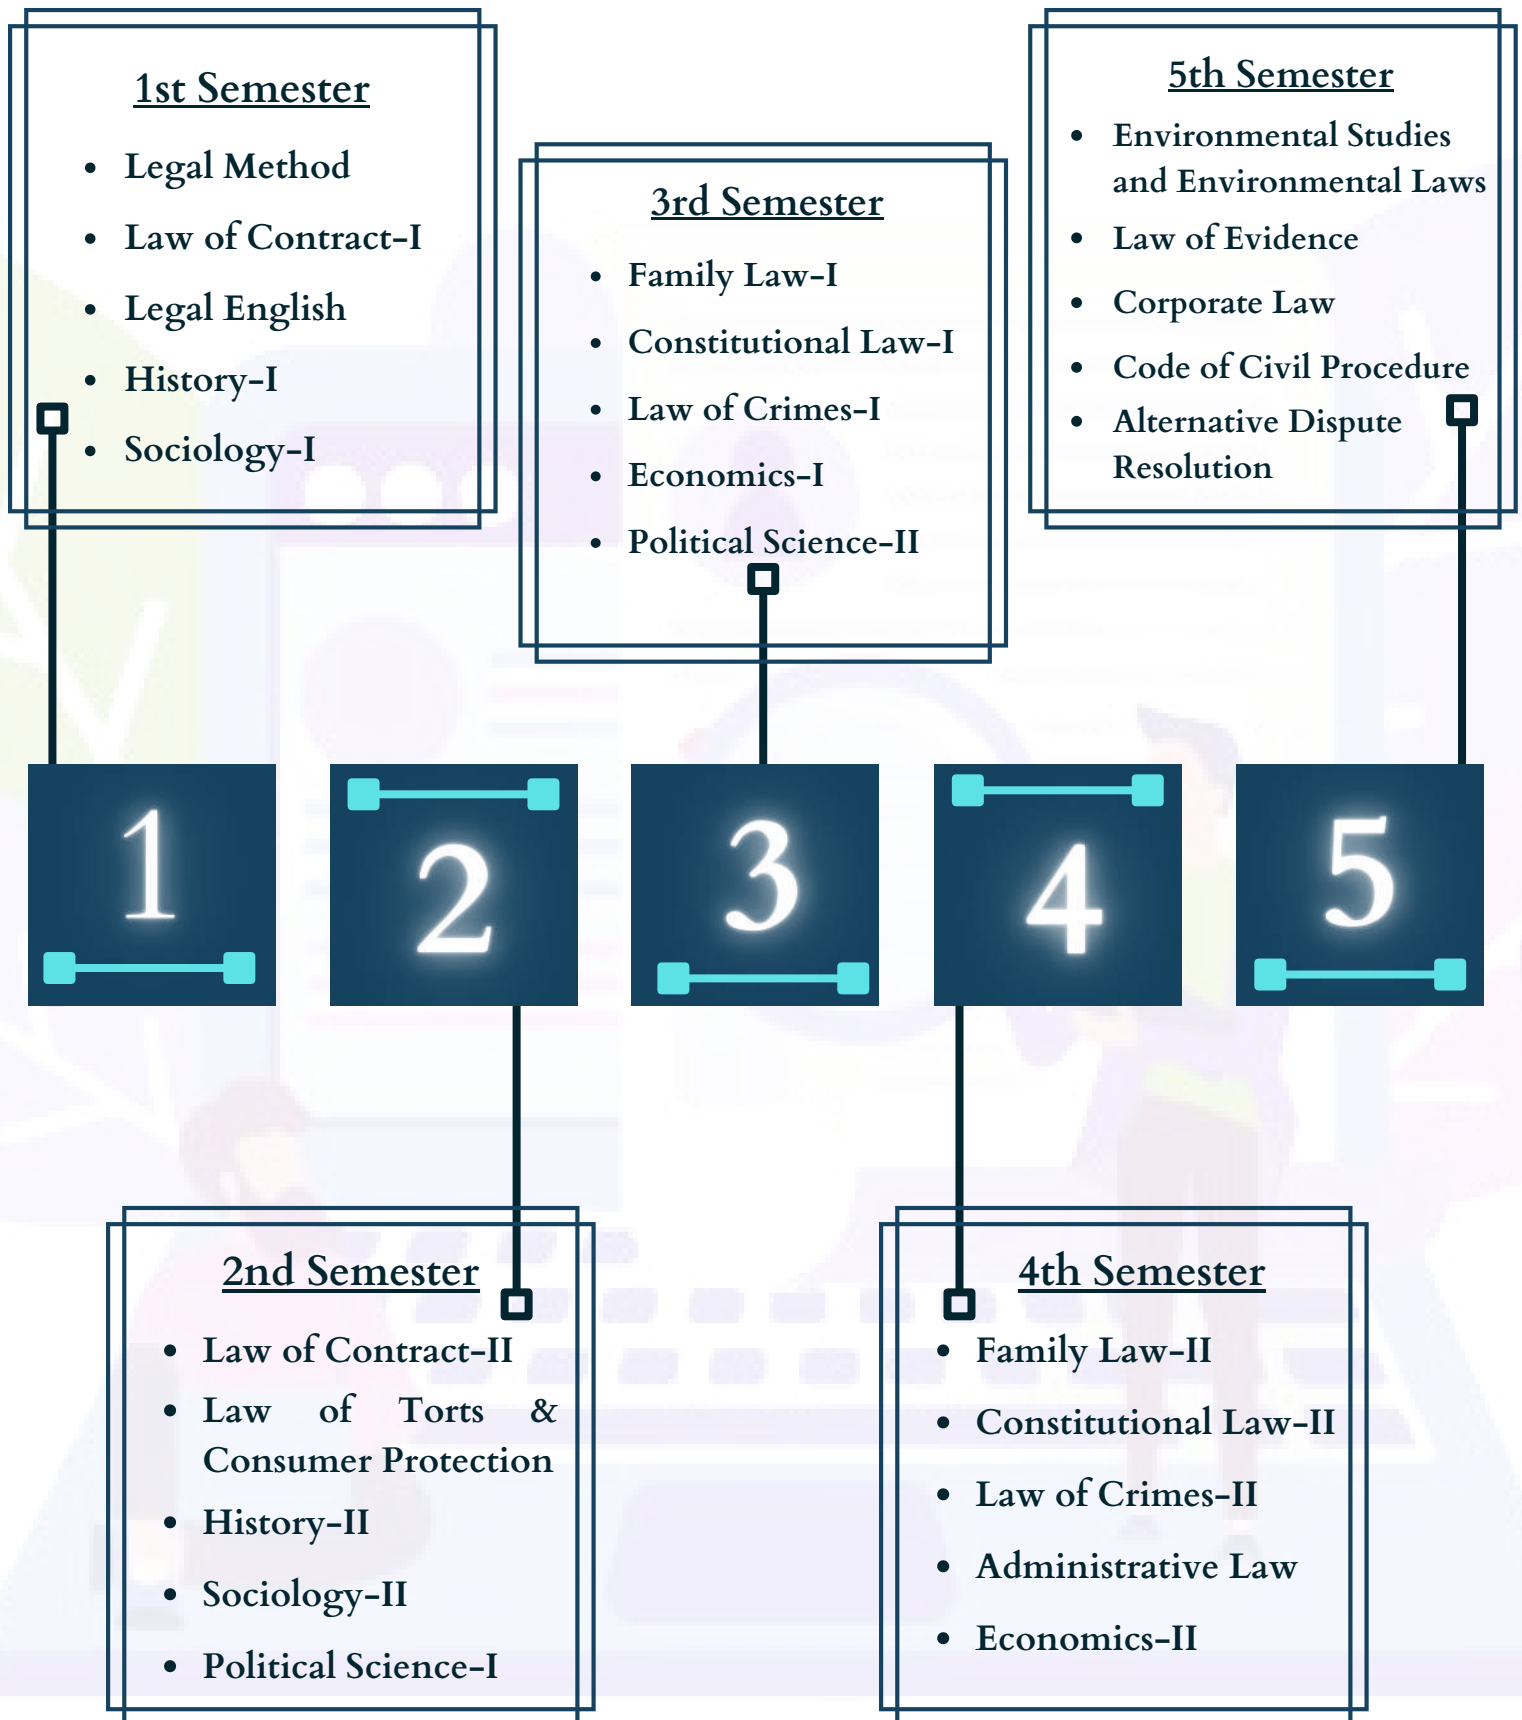 1st Semester
• Legal Method
• Law of Contract-I
• Legal English
• History-I
• Sociology-I
3rd Semester
• Family Law-I
• Constitutional Law-I
• Law of Crimes-I
• Economics-I
• Political Science-II
5th Semester
• Environmental Studies
and Environmental Laws
• Law of Evidence
• Corporate Law
• Code of Civil Procedure
• Alternative Dispute
Resolution
1
2
3
4
5
2nd Semester
• Law of Contract-II
• Law of Torts &
Consumer Protection
• History-II
• Sociology-II
• Political Science-I
4th Semester
• Family Law-II
• Constitutional Law-II
• Law of Crimes-II
• Administrative Law
• Economics-II